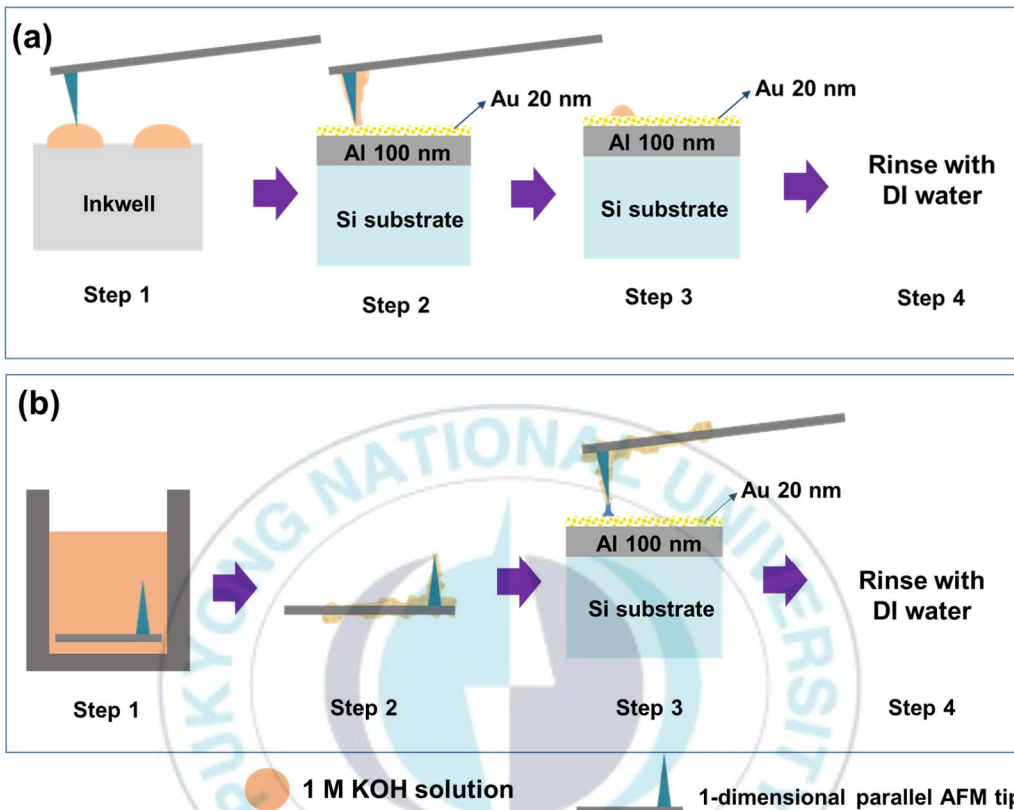 (a)
Au 20 nm
Au 20 nm
Inkwell
Al 100 nm
Si substrate
Al 100 nm
Si substrate
Rinse with
DI water
Step 1
Step 2
Step 3
Step 4
(b)
PUKYONG NATIONAL UNIVERSIT
Au 20 nm
Al 100 nm
Si substrate
Rinse with
DI water
Step 1
Step 2
Step 3
Step 4
1 M KOH solution
1-dimensional parallel AFM tip